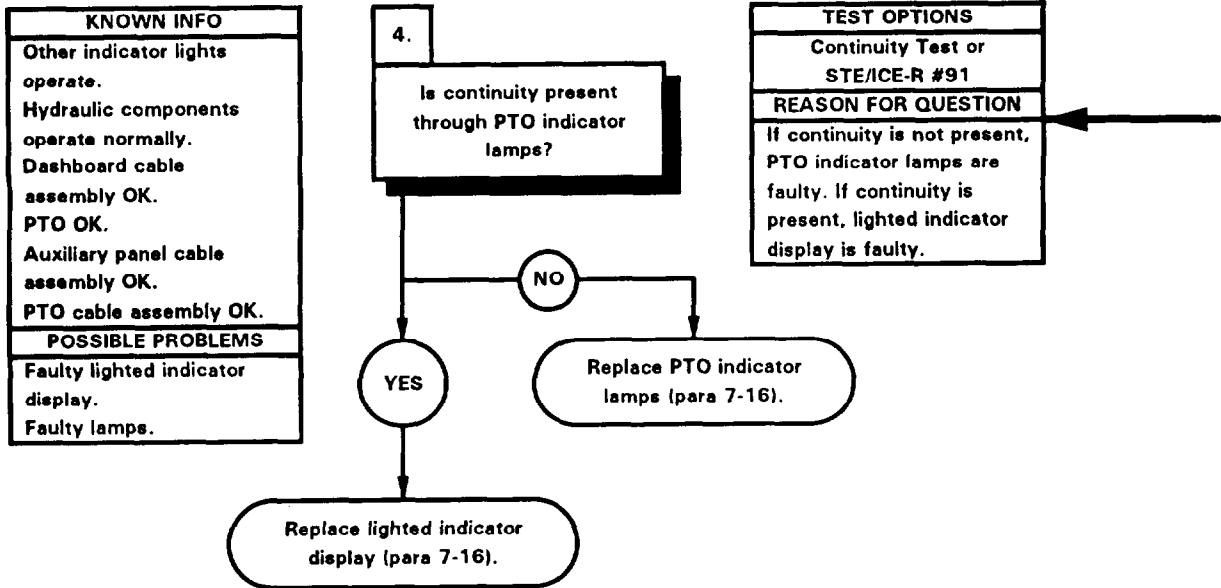 KNOWN INFO
Other indicator lights
operate.
Hydraulic components
operate normally.
Dashboard cable
assembly OK.
PTO OK.
Auxiliary panel cable
assembly OK.
PTO cable assembly OK.
POSSIBLE PROBLEMS
Faulty lighted indicator
display.
Faulty lamps.
4.
Is continuity present
through PTO indicator
lamps?
TEST OPTIONS
Continuity Test or
STE/ICE-R #91
REASON FOR QUESTION
If continuity is not present,
PTO indicator lamps are
faulty. If continuity is
present, lighted indicator
display is faulty.
NO
YES
Replace PTO indicator
lamps (para 7-16).
Replace lighted indicator
display (para 7-16).